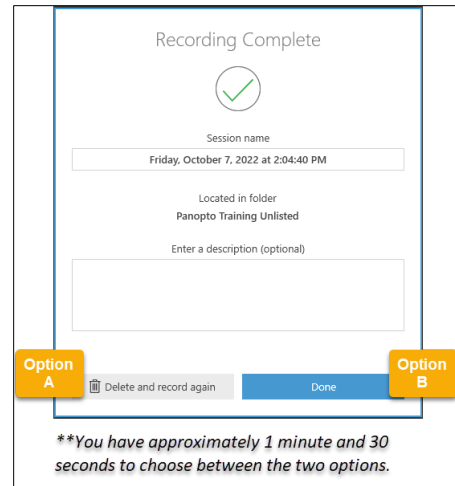 Recording Complete
Session name
Friday, October 7, 2022 at 2:04:40 PM
Located in folder
Panopto Training Unlisted
Enter a description (optional)
Option
A
Delete and record again
Done
Option
B
**You have approximately 1 minute and 30
seconds to choose between the two options.